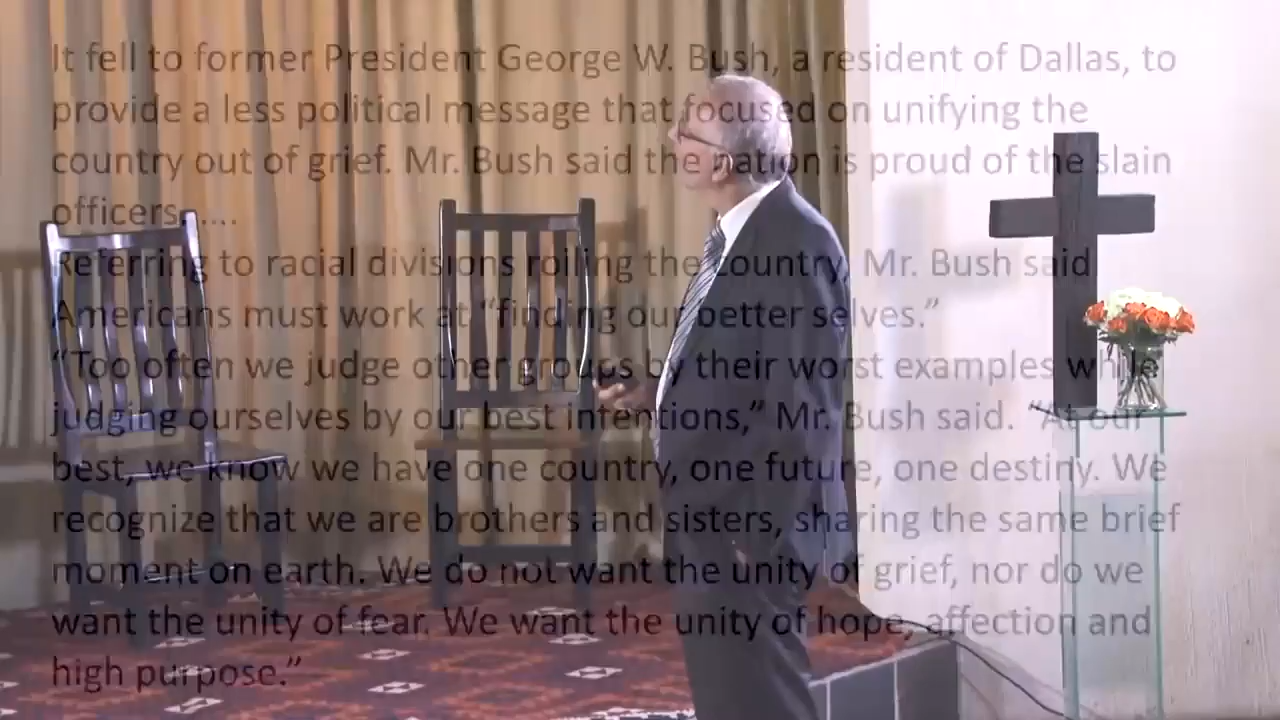 It fell to former President George W. Bush, a resident of Dallas, to
provide a less political message that focused on unifying the
country out of grief. Mr. Bush said the nation is proud of the slain
officers. ....
Referring to racial divisions roiling the country, Mr. Bush said
Americans must work at “finding our better selves.”
“Too often we judge other groups by their worst examples while
judging ourselves by our best intentions,” Mr. Bush said. “At our
best, we know we have one country, one future, one destiny. We
recognize that we are brothers and sisters, sharing the same brief
moment on earth. We do not want the unity of grief, nor do we
want the unity of fear. We want the unity of hope, affection and
high purpose.”